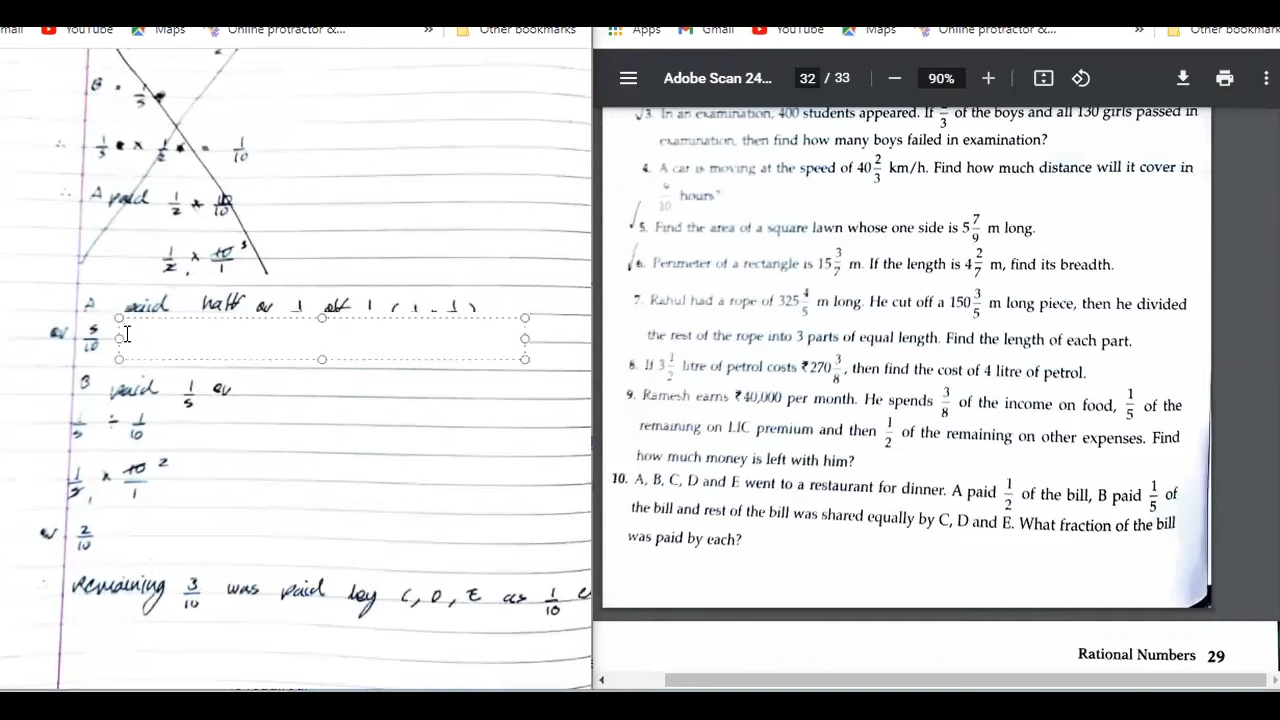 YouTube
Maps
Online protractor &...
»
Other bookmarks
B =
∴ 1/5 × 1/2 = 1/10
∴ A paid 1/2 ×
1/2 × 10/1 5
A paid half or 1 of 1
or 5/10
B paid 1/5 or
1/5 ÷ 1/10
1/5 × 10/1 2
or 2/10
∴ remaining 3/10 was paid by C, D, E as 1/10
Apps
Gmail
YouTube
Maps
Online protractor &...
»
Other bookmarks
Adobe Scan 24...
32 / 33
90%
3. In an examination, 400 students appeared. If /3 of the boys and all 130 girls passed in
examination, then find how many boys failed in examination?
4. A car is moving at the speed of 40 2/3 km/h. Find how much distance will it cover in
9/10 hours?
5. Find the area of a square lawn whose one side is 5 7/9 m long.
6. Perimeter of a rectangle is 15 3/7 m. If the length is 4 2/7 m, find its breadth.
7. Rahul had a rope of 325 4/5 m long. He cut off a 150 3/5 m long piece, then he divided
the rest of the rope into 3 parts of equal length. Find the length of each part.
8. If 3 1/2 litre of petrol costs ₹270 3/8, then find the cost of 4 litre of petrol.
9. Ramesh earns ₹40,000 per month. He spends 3/8 of the income on food, 1/5 of the
remaining on LIC premium and then 1/2 of the remaining on other expenses. Find
how much money is left with him?
10. A, B, C, D and E went to a restaurant for dinner. A paid 1/2 of the bill, B paid 1/5 of
the bill and rest of the bill was shared equally by C, D and E. What fraction of the bill
was paid by each?
Rational Numbers 29